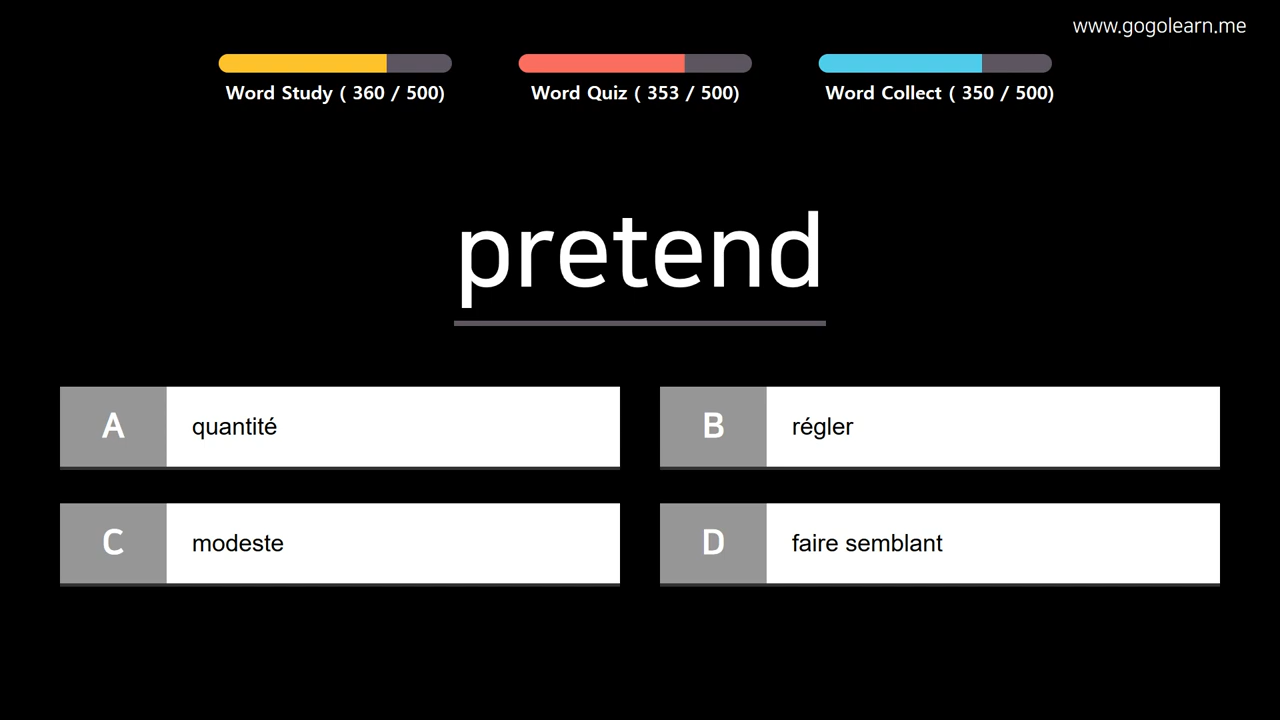 www.gogolearn.me
Word Study ( 360 / 500)
Word Quiz ( 353 / 500)
Word Collect ( 350 / 500)
pretend
A
quantité
B
régler
C
modeste
D
faire semblant